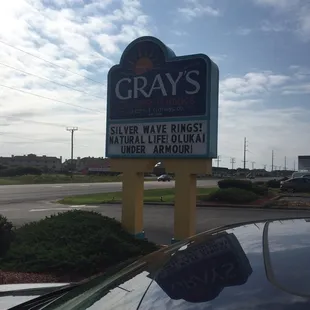 GRAY'S
SILVER WAVE RINGS!
NATURAL LIFE! OLUKAI
UNDER ARMOUR!